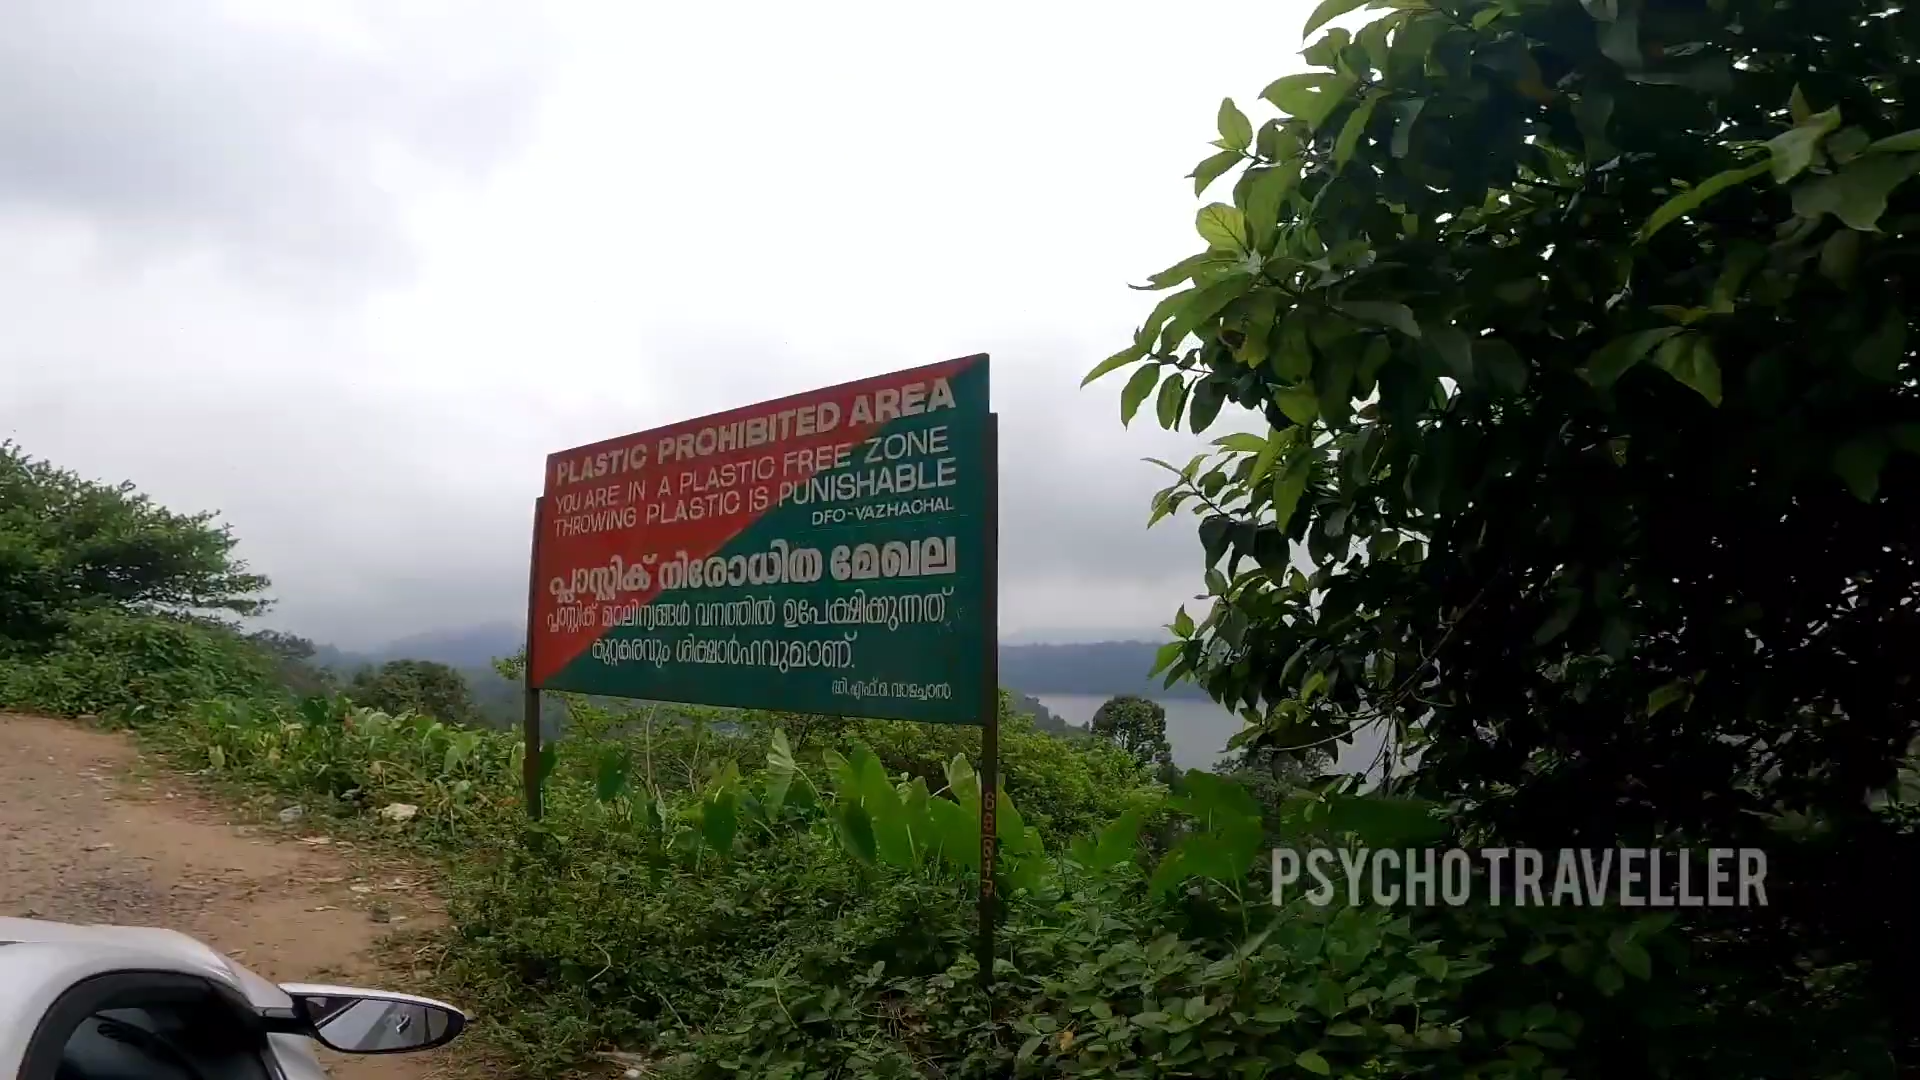 PLASTIC PROHIBITED AREA
YOU ARE IN A PLASTIC FREE ZONE
THROWING PLASTIC IS PUNISHABLE
DFO-VAZHACHAL
പ്ലാസ്റ്റിക് നിരോധിത മേഖല
പ്ലാസ്റ്റിക് മാലിന്യങ്ങൾ വനത്തിൽ ഉപേക്ഷിക്കുന്നത്
കുറ്റകരവും ശിക്ഷാർഹവുമാണ്.
ഡി.എഫ്.ഒ.വാഴച്ചാൽ
PSYCHO TRAVELLER